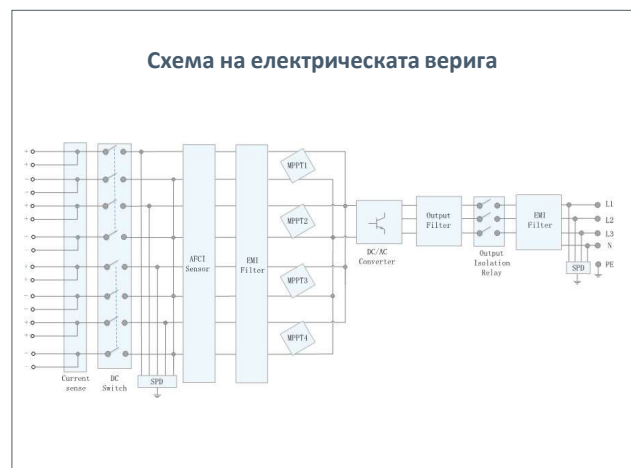 Схема на електрическата верига
+
+
-
-
+
+
-
-
+
+
-
-
+
+
-
-
Current sense
DC Switch
SPD
AFCI Sensor
EMI Filter
MPPT1
MPPT2
MPPT3
MPPT4
DC/AC Converter
Output Filter
Output Isolation Relay
EMI Filter
SPD
L1
L2
L3
N
PE